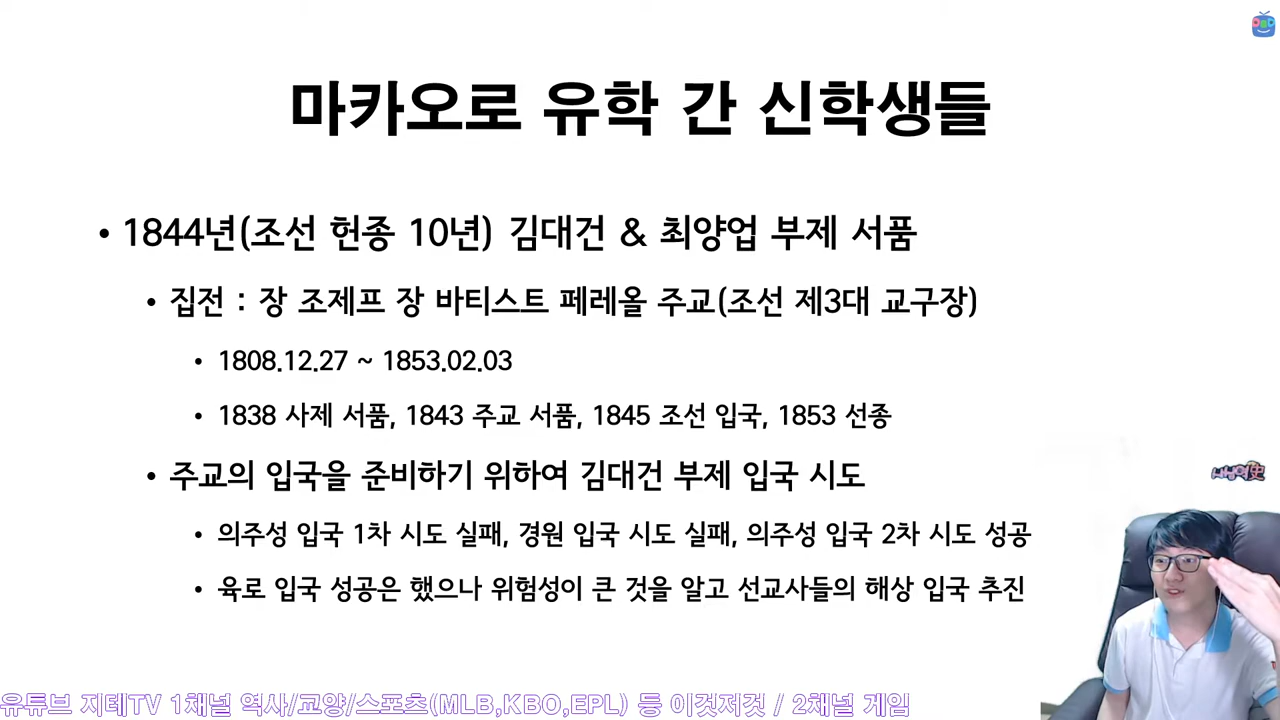 마카오로 유학 간 신학생들
• 1844년(조선 헌종 10년) 김대건 & 최양업 부제 서품
• 집전 : 장 조제프 장 바티스트 페레올 주교(조선 제3대 교구장)
• 1808.12.27 ~ 1853.02.03
• 1838 사제 서품, 1843 주교 서품, 1845 조선 입국, 1853 선종
• 주교의 입국을 준비하기 위하여 김대건 부제 입국 시도
• 의주성 입국 1차 시도 실패, 경원 입국 시도 실패, 의주성 입국 2차 시도 성공
• 육로 입국 성공은 했으나 위험성이 큰 것을 알고 선교사들의 해상 입국 추진
유튜브 지테TV 1채널 역사/교양/스포츠(MLB,KBO,EPL) 등 이것저것 / 2채널 게임